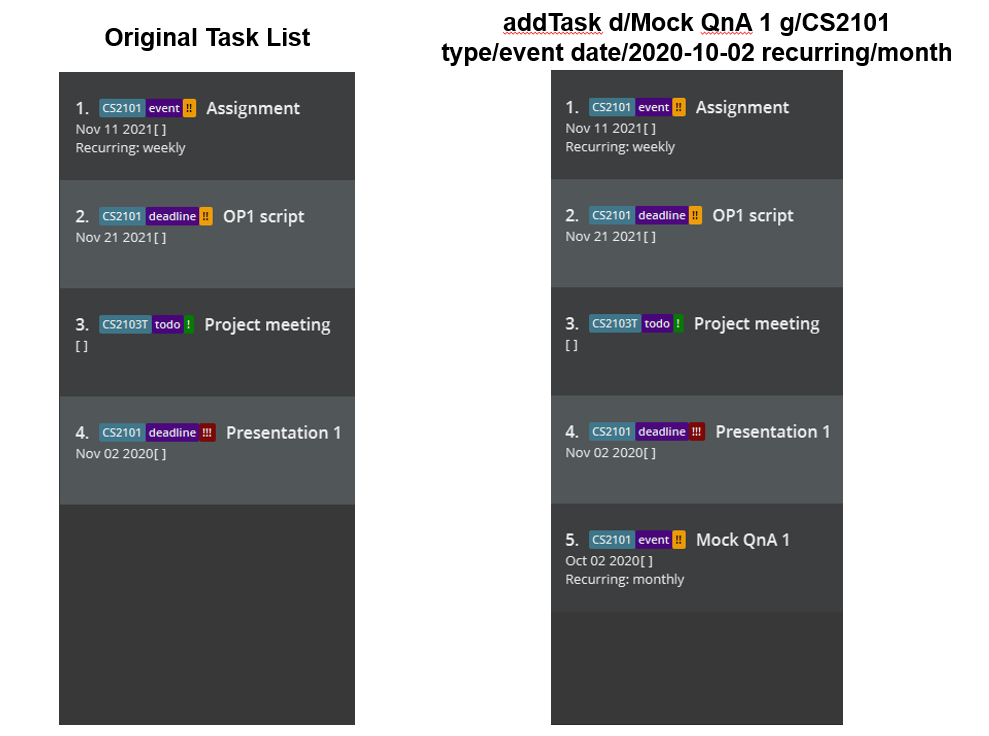 Original Task List
1. CS2101 event !! Assignment
Nov 11 2021[ ]
Recurring: weekly
2. CS2101 deadline !! OP1 script
Nov 21 2021[ ]
3. CS2103T todo ! Project meeting
[ ]
4. CS2101 deadline !!! Presentation 1
Nov 02 2020[ ]
addTask d/Mock QnA 1 g/CS2101
type/event date/2020-10-02 recurring/month
1. CS2101 event !! Assignment
Nov 11 2021[ ]
Recurring: weekly
2. CS2101 deadline !! OP1 script
Nov 21 2021[ ]
3. CS2103T todo ! Project meeting
[ ]
4. CS2101 deadline !!! Presentation 1
Nov 02 2020[ ]
5. CS2101 event !! Mock QnA 1
Oct 02 2020[ ]
Recurring: monthly